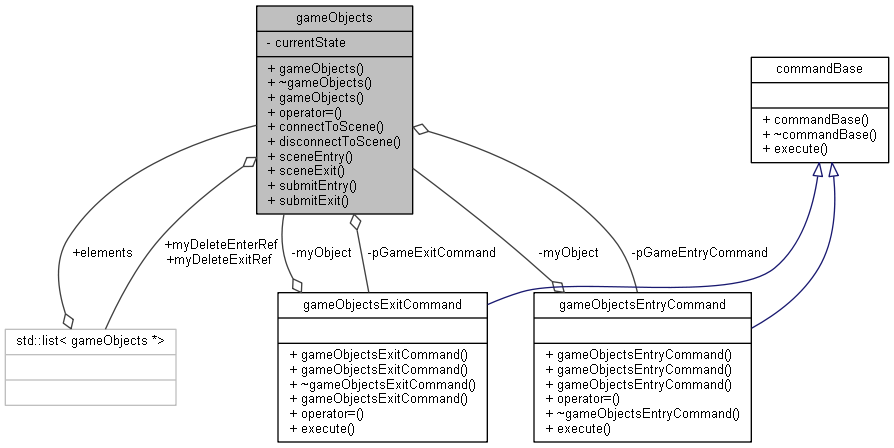 gameObjects
- currentState
+ gameObjects()
+ ~gameObjects()
+ gameObjects()
+ operator=()
+ connectToScene()
+ disconnectToScene()
+ sceneEntry()
+ sceneExit()
+ submitEntry()
+ submitExit()
commandBase
+ commandBase()
+ ~commandBase()
+ execute()
+elements
+myDeleteEnterRef
+myDeleteExitRef
-myObject
-pGameExitCommand
-myObject
-pGameEntryCommand
std::list< gameObjects *>
gameObjectsExitCommand
+ gameObjectsExitCommand()
+ gameObjectsExitCommand()
+ ~gameObjectsExitCommand()
+ gameObjectsExitCommand()
+ operator=()
+ execute()
gameObjectsEntryCommand
+ gameObjectsEntryCommand()
+ gameObjectsEntryCommand()
+ gameObjectsEntryCommand()
+ operator=()
+ ~gameObjectsEntryCommand()
+ execute()